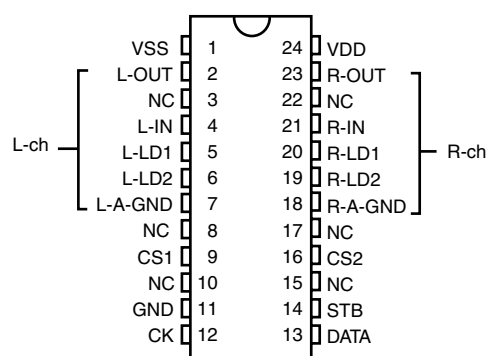 VSS 1 24 VDD
L-OUT 2 23 R-OUT
NC 3 22 NC
L-IN 4 21 R-IN
L-ch L-LD1 5 20 R-LD1 R-ch
L-LD2 6 19 R-LD2
L-A-GND 7 18 R-A-GND
NC 8 17 NC
CS1 9 16 CS2
NC 10 15 NC
GND 11 14 STB
CK 12 13 DATA